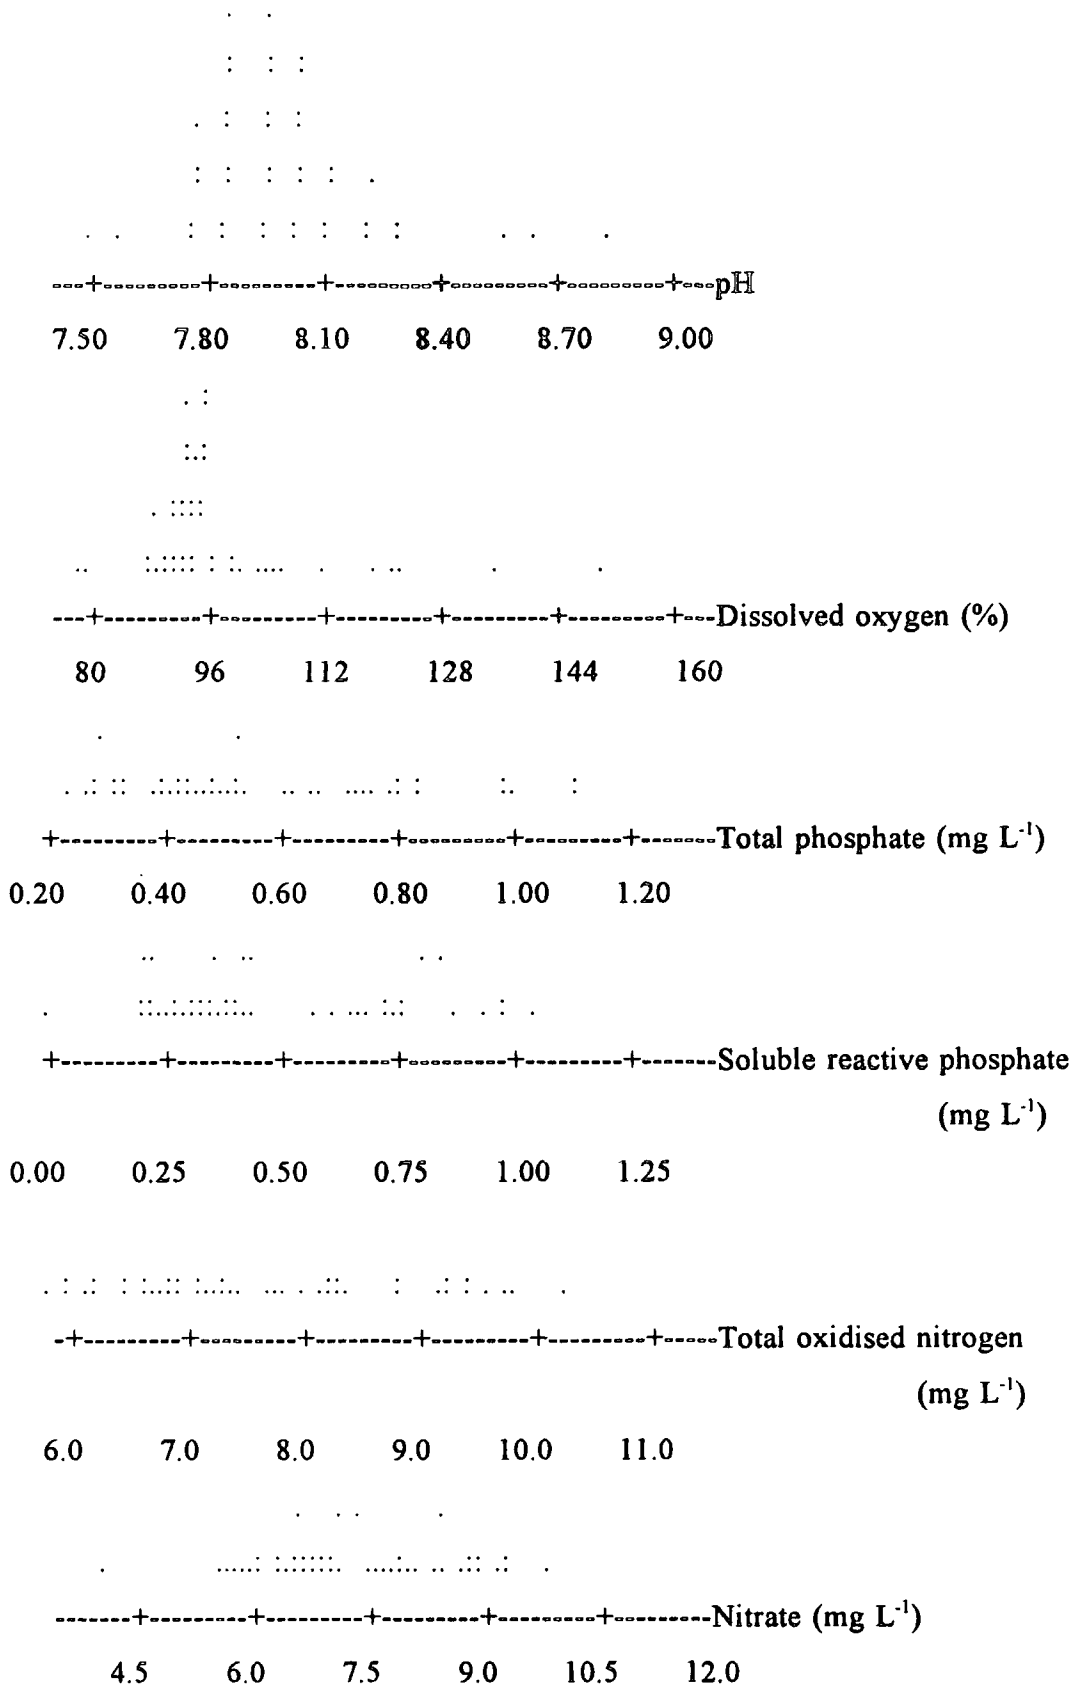 ---+---------+---------+---------+---------+---------+---pH
7.50 7.80 8.10 8.40 8.70 9.00
---+---------+---------+---------+---------+---------+---Dissolved oxygen (%)
80 96 112 128 144 160
+---------+---------+---------+---------+---------+-------Total phosphate (mg L⁻¹)
0.20 0.40 0.60 0.80 1.00 1.20
+---------+---------+---------+---------+---------+-------Soluble reactive phosphate
(mg L⁻¹)
0.00 0.25 0.50 0.75 1.00 1.25
-+---------+---------+---------+---------+---------+-----Total oxidised nitrogen
(mg L⁻¹)
6.0 7.0 8.0 9.0 10.0 11.0
-------+---------+---------+---------+---------+---------Nitrate (mg L⁻¹)
4.5 6.0 7.5 9.0 10.5 12.0